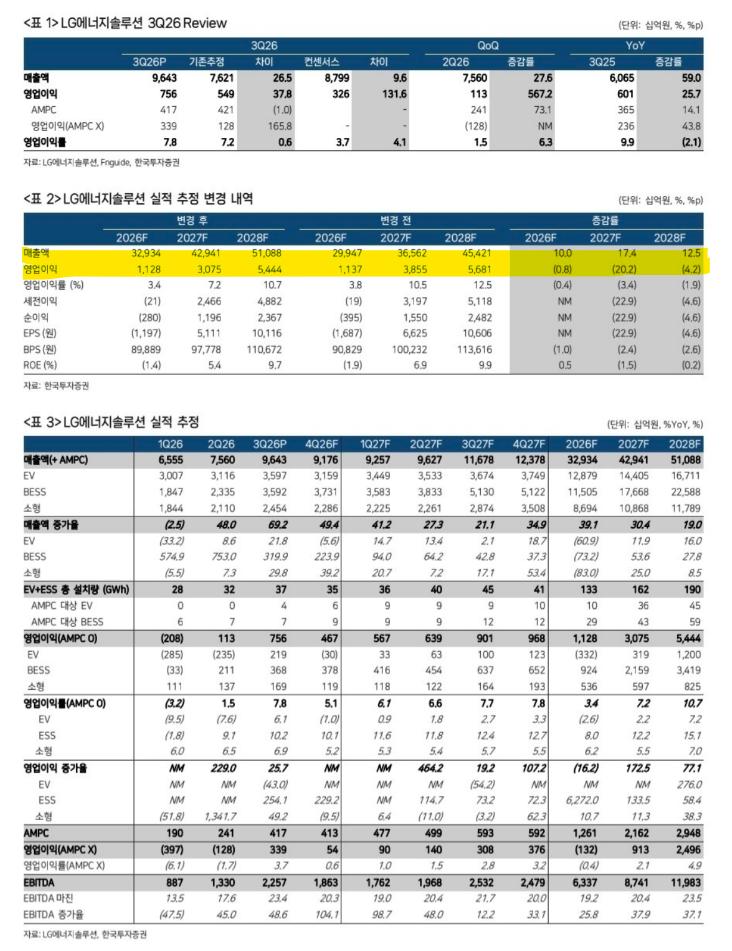 <표 1> LG에너지솔루션 3Q26 Review
(단위: 십억원, %, %p)
3Q26 QoQ YoY
3Q26P 기존추정 차이 컨센서스 차이 2Q26 증감률 3Q25 증감률
매출액 9,643 7,621 26.5 8,799 9.6 7,560 27.6 6,065 59.0
영업이익 756 549 37.8 326 131.6 113 567.2 601 25.7
AMPC 417 421 (1.0) - 241 73.1 365 14.1
영업이익(AMPC X) 339 128 165.8 - - (128) NM 236 43.8
영업이익률 7.8 7.2 0.6 3.7 4.1 1.5 6.3 9.9 (2.1)
자료: LG에너지솔루션, Fnguide, 한국투자증권
<표 2> LG에너지솔루션 실적 추정 변경 내역
(단위: 십억원, %, %p)
변경 후 변경 전 증감률
2026F 2027F 2028F 2026F 2027F 2028F 2026F 2027F 2028F
매출액 32,934 42,941 51,088 29,947 36,562 45,421 10.0 17.4 12.5
영업이익 1,128 3,075 5,444 1,137 3,855 5,681 (0.8) (20.2) (4.2)
영업이익률 (%) 3.4 7.2 10.7 3.8 10.5 12.5 (0.4) (3.4) (1.9)
세전이익 (21) 2,466 4,882 (19) 3,197 5,118 NM (22.9) (4.6)
순이익 (280) 1,196 2,367 (395) 1,550 2,482 NM (22.9) (4.6)
EPS (원) (1,197) 5,111 10,116 (1,687) 6,625 10,606 NM (22.9) (4.6)
BPS (원) 89,889 97,778 110,672 90,829 100,232 113,616 (1.0) (2.4) (2.6)
ROE (%) (1.4) 5.4 9.7 (1.9) 6.9 9.9 0.5 (1.5) (0.2)
자료: 한국투자증권
<표 3> LG에너지솔루션 실적 추정
(단위: 십억원, %YoY, %)
1Q26 2Q26 3Q26P 4Q26F 1Q27F 2Q27F 3Q27F 4Q27F 2026F 2027F 2028F
매출액(+ AMPC) 6,555 7,560 9,643 9,176 9,257 9,627 11,678 12,378 32,934 42,941 51,088
EV 3,007 3,116 3,597 3,159 3,449 3,533 3,674 3,749 12,879 14,405 16,711
BESS 1,847 2,335 3,592 3,731 3,583 3,833 5,130 5,122 11,505 17,668 22,588
소형 1,844 2,110 2,454 2,286 2,225 2,261 2,874 3,508 8,694 10,868 11,789
매출액 증가율 (2.5) 48.0 69.2 49.4 41.2 27.3 21.1 34.9 39.1 30.4 19.0
EV (33.2) 8.6 21.8 (5.6) 14.7 13.4 2.1 18.7 (60.9) 11.9 16.0
BESS 574.9 753.0 319.9 223.9 94.0 64.2 42.8 37.3 (73.2) 53.6 27.8
소형 (5.5) 7.3 29.8 39.2 20.7 7.2 17.1 53.4 (83.0) 25.0 8.5
EV+ESS 총 설치량 (GWh) 28 32 37 35 36 40 45 41 133 162 190
AMPC 대상 EV 0 0 4 6 9 9 9 10 10 36 45
AMPC 대상 BESS 6 7 7 9 9 9 12 12 29 43 59
영업이익(AMPC O) (208) 113 756 467 567 639 901 968 1,128 3,075 5,444
EV (285) (235) 219 (30) 33 63 100 123 (332) 319 1,200
BESS (33) 211 368 378 416 454 637 652 924 2,159 3,419
소형 111 137 169 119 118 122 164 193 536 597 825
영업이익률(AMPC O) (3.2) 1.5 7.8 5.1 6.1 6.6 7.7 7.8 3.4 7.2 10.7
EV (9.5) (7.6) 6.1 (1.0) 0.9 1.8 2.7 3.3 (2.6) 2.2 7.2
ESS (1.8) 9.1 10.2 10.1 11.6 11.8 12.4 12.7 8.0 12.2 15.1
소형 6.0 6.5 6.9 5.2 5.3 5.4 5.7 5.5 6.2 5.5 7.0
영업이익 증가율 NM 229.0 25.7 NM NM 464.2 19.2 107.2 (16.2) 172.5 77.1
EV NM NM (43.0) NM NM NM (54.2) NM NM NM 276.0
ESS NM NM 254.1 229.2 NM 114.7 73.2 72.3 6,272.0 133.5 58.4
소형 (51.8) 1,341.7 49.2 (9.5) 6.4 (11.0) (3.2) 62.3 10.7 11.3 38.3
AMPC 190 241 417 413 477 499 593 592 1,261 2,162 2,948
영업이익(AMPC X) (397) (128) 339 54 90 140 308 376 (132) 913 2,496
영업이익률(AMPC X) (6.1) (1.7) 3.7 0.6 1.0 1.5 2.8 3.2 (0.4) 2.1 4.9
EBITDA 887 1,330 2,257 1,863 1,762 1,968 2,532 2,479 6,337 8,741 11,983
EBITDA 마진 13.5 17.6 23.4 20.3 19.0 20.4 21.7 20.0 19.2 20.4 23.5
EBITDA 증가율 (47.5) 45.0 48.6 104.1 98.7 48.0 12.2 33.1 25.8 37.9 37.1
자료: LG에너지솔루션, 한국투자증권